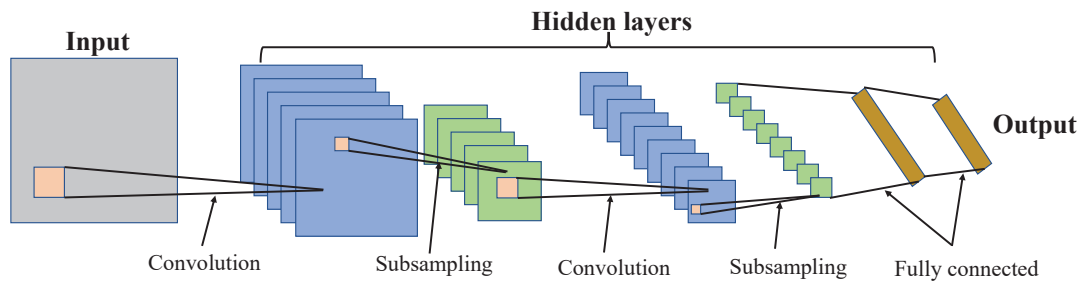 Hidden layers
Input
Output
Convolution
Subsampling
Convolution
Subsampling
Fully connected